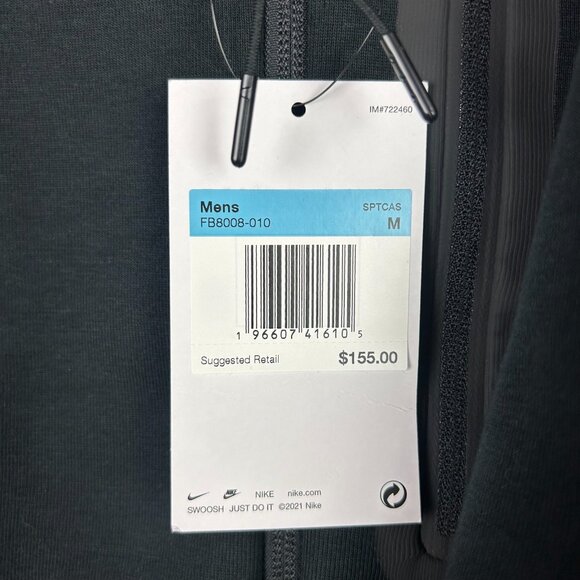 IM#722460
Mens SPTCAS
FB8008-010 M
1 96607 41610 5
Suggested Retail $155.00
NIKE nike.com
SWOOSH JUST DO IT ©2021 Nike